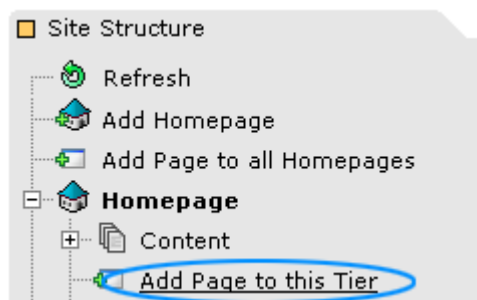 Site Structure
Refresh
Add Homepage
Add Page to all Homepages
Homepage
Content
Add Page to this Tier